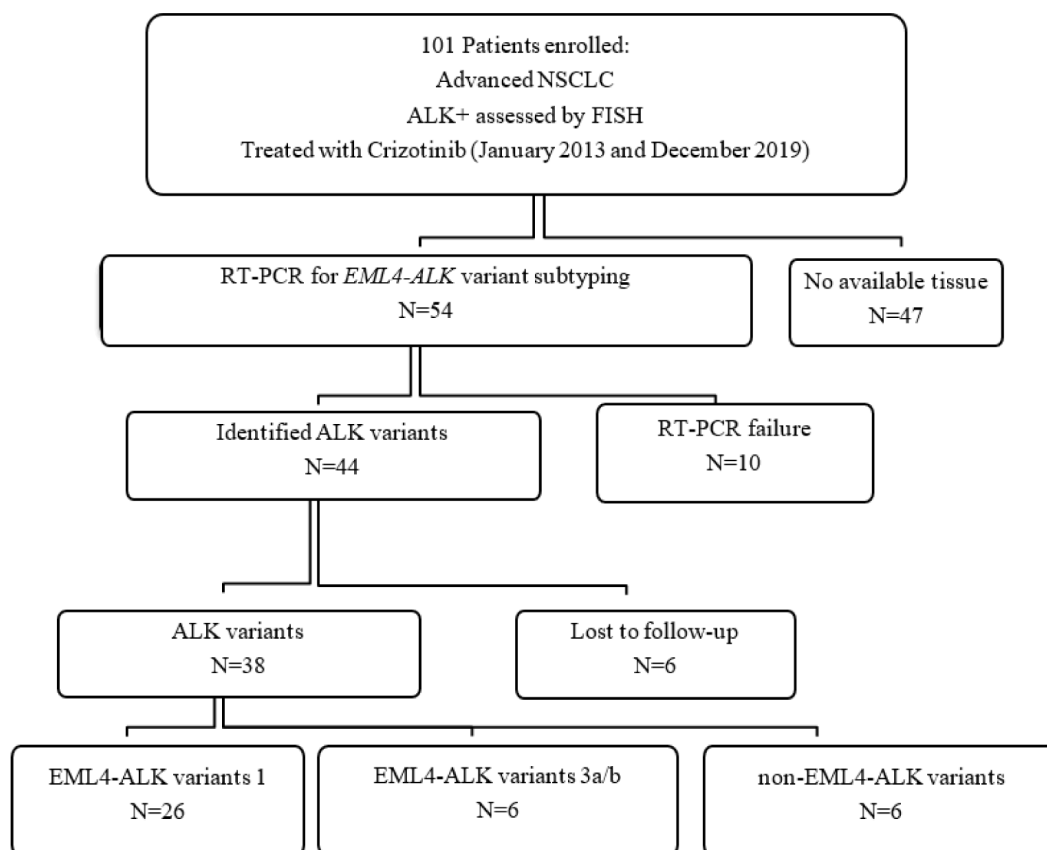 101 Patients enrolled:
Advanced NSCLC
ALK+ assessed by FISH
Treated with Crizotinib (January 2013 and December 2019)
RT-PCR for EML4-ALK variant subtyping
N=54
No available tissue
N=47
Identified ALK variants
N=44
RT-PCR failure
N=10
ALK variants
N=38
Lost to follow-up
N=6
EML4-ALK variants 1
N=26
EML4-ALK variants 3a/b
N=6
non-EML4-ALK variants
N=6